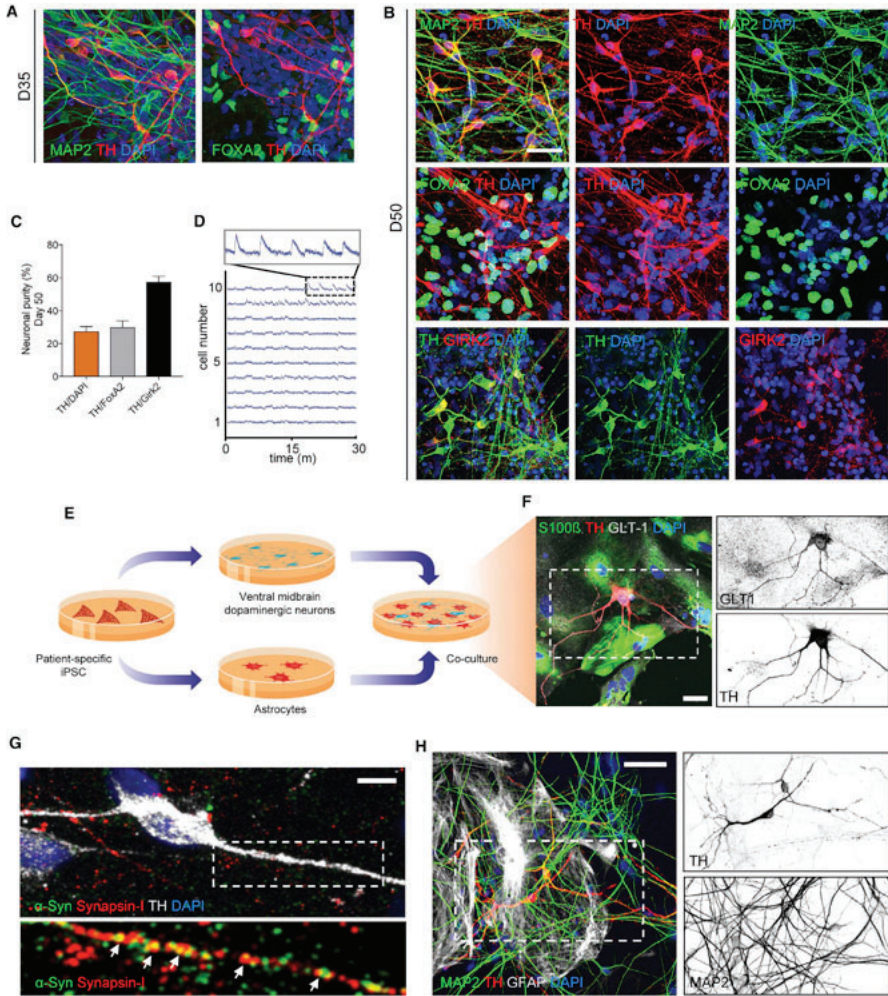 A
D35
MAP2 TH DAPI
FOXA2 TH DAPI
B
D50
MAP2 TH DAPI
TH DAPI
MAP2 DAPI
FOXA2 TH DAPI
TH DAPI
FOXA2 DAPI
TH GIRK2 DAPI
TH DAPI
GIRK2 DAPI
C
Neuronal purity (%)
Day 50
80
60
40
20
0
TH/DAPI
TH/FoxA2
TH/Girk2
D
cell number
10
5
1
0
15
30
time (m)
E
Patient-specific
iPSC
Ventral midbrain
dopaminergic neurons
Astrocytes
Co-culture
F
S100ß TH GLT-1 DAPI
GLT1
TH
G
α-Syn Synapsin-I TH DAPI
α-Syn Synapsin-I
H
MAP2 TH GFAP DAPI
TH
MAP2